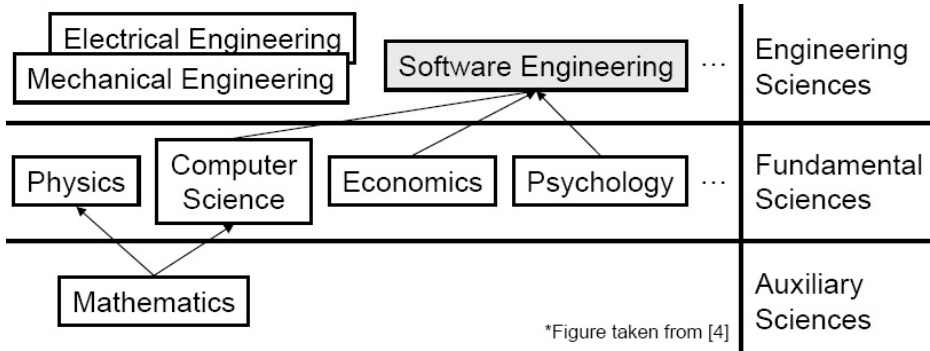 Electrical Engineering
Mechanical Engineering
Software Engineering
...
Engineering
Sciences
Physics
Computer
Science
Economics
Psychology
...
Fundamental
Sciences
Mathematics
*Figure taken from [4]
Auxiliary
Sciences